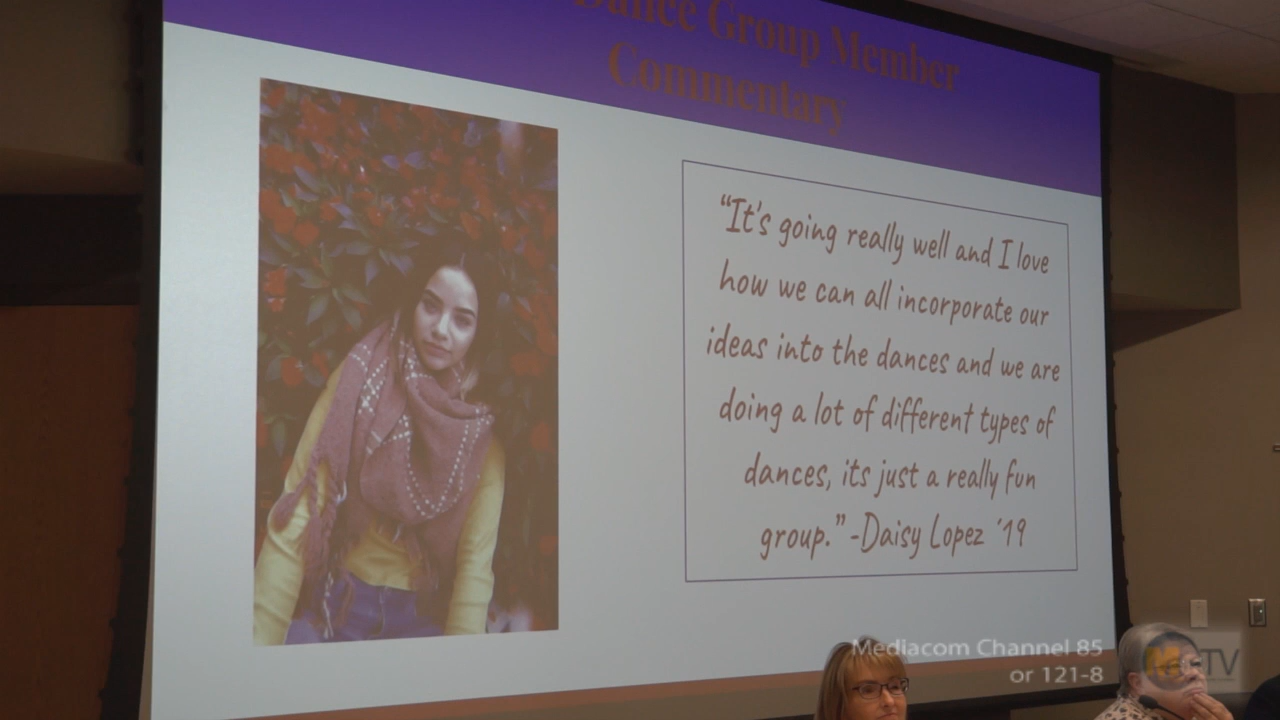 Dance Group Member
Commentary
“It's going really well and I love
how we can all incorporate our
ideas into the dances and we are
doing a lot of different types of
dances, its just a really fun
group.” -Daisy Lopez ´19
Mediacom Channel 85
or 121-8
MCTV